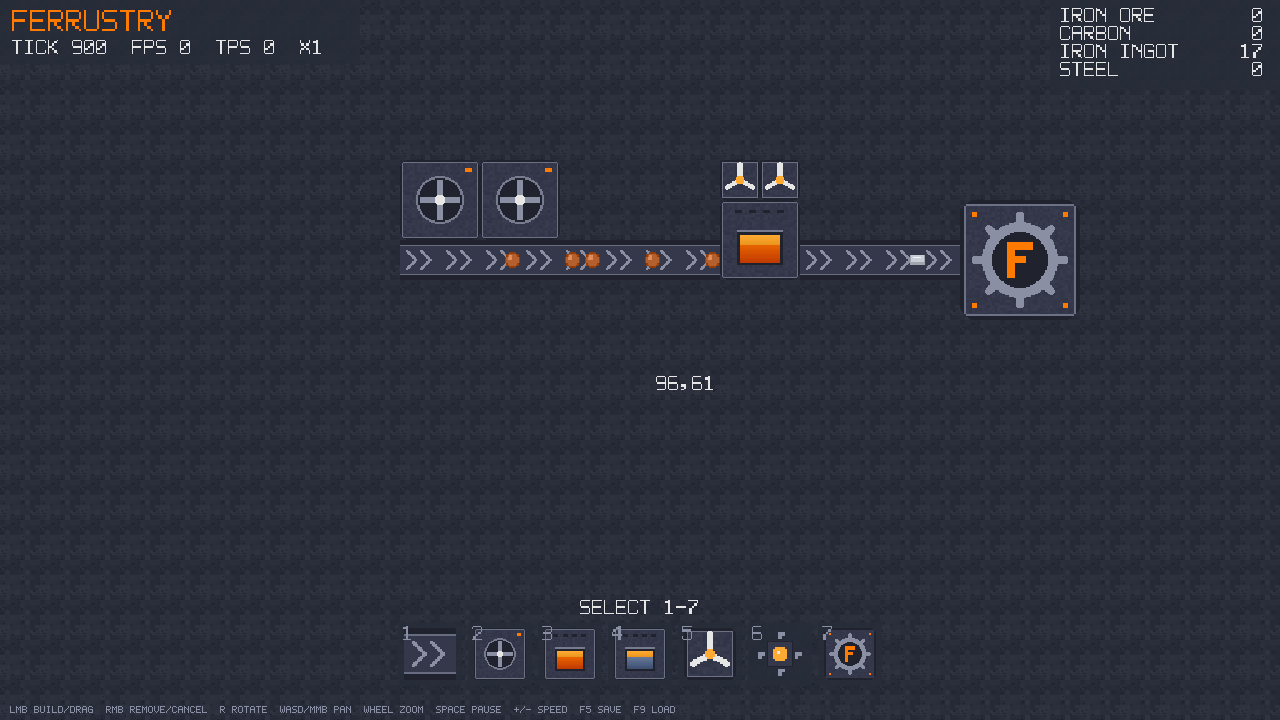 FERRUSTRY
TICK 900 FPS 0 TPS 0 X1
IRON ORE 0
CARBON 0
IRON INGOT 17
STEEL 0
F
96,61
SELECT 1-7
1 2 3 4 5 6 7
F
LMB BUILD/DRAG RMB REMOVE/CANCEL R ROTATE WASD/MMB PAN WHEEL ZOOM SPACE PAUSE +/- SPEED F5 SAVE F9 LOAD